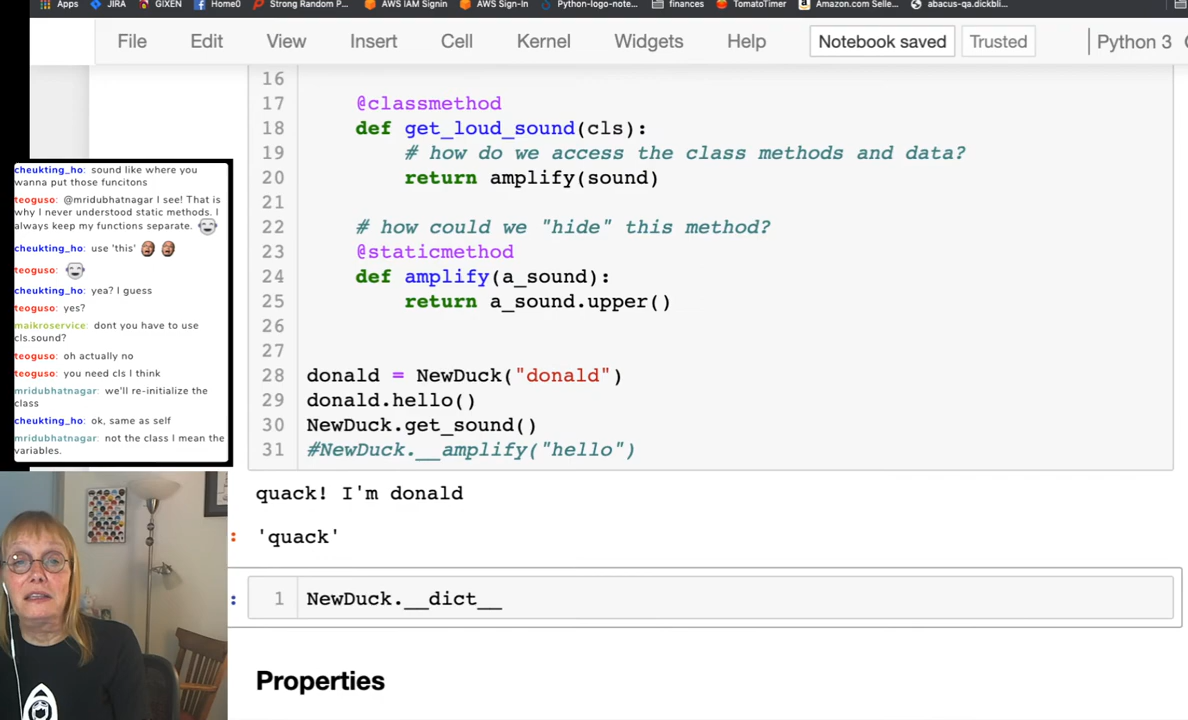 Apps JIRA GIXEN Home0 Strong Random P... AWS IAM Signin AWS Sign-In Python-logo-note... finances TomatoTimer Amazon.com Selle... abacus-qa.dickbli...
File Edit View Insert Cell Kernel Widgets Help Notebook saved Trusted Python 3
16
17 @classmethod
18 def get_loud_sound(cls):
19 # how do we access the class methods and data?
20 return amplify(sound)
21
22 # how could we "hide" this method?
23 @staticmethod
24 def amplify(a_sound):
25 return a_sound.upper()
26
27
28 donald = NewDuck("donald")
29 donald.hello()
30 NewDuck.get_sound()
31 #NewDuck.__amplify("hello")
quack! I'm donald
: 'quack'
: 1 NewDuck.__dict__
Properties
cheukting_ho: sound like where you
wanna put those funcitons
teoguso: @mridubhatnagar I see! That is
why I never understood static methods. I
always keep my functions separate.
cheukting_ho: use 'this'
teoguso:
cheukting_ho: yea? I guess
teoguso: yes?
maikroservice: dont you have to use
cls.sound?
teoguso: oh actually no
teoguso: you need cls I think
mridubhatnagar: we'll re-initialize the
class
cheukting_ho: ok, same as self
mridubhatnagar: not the class I mean the
variables.